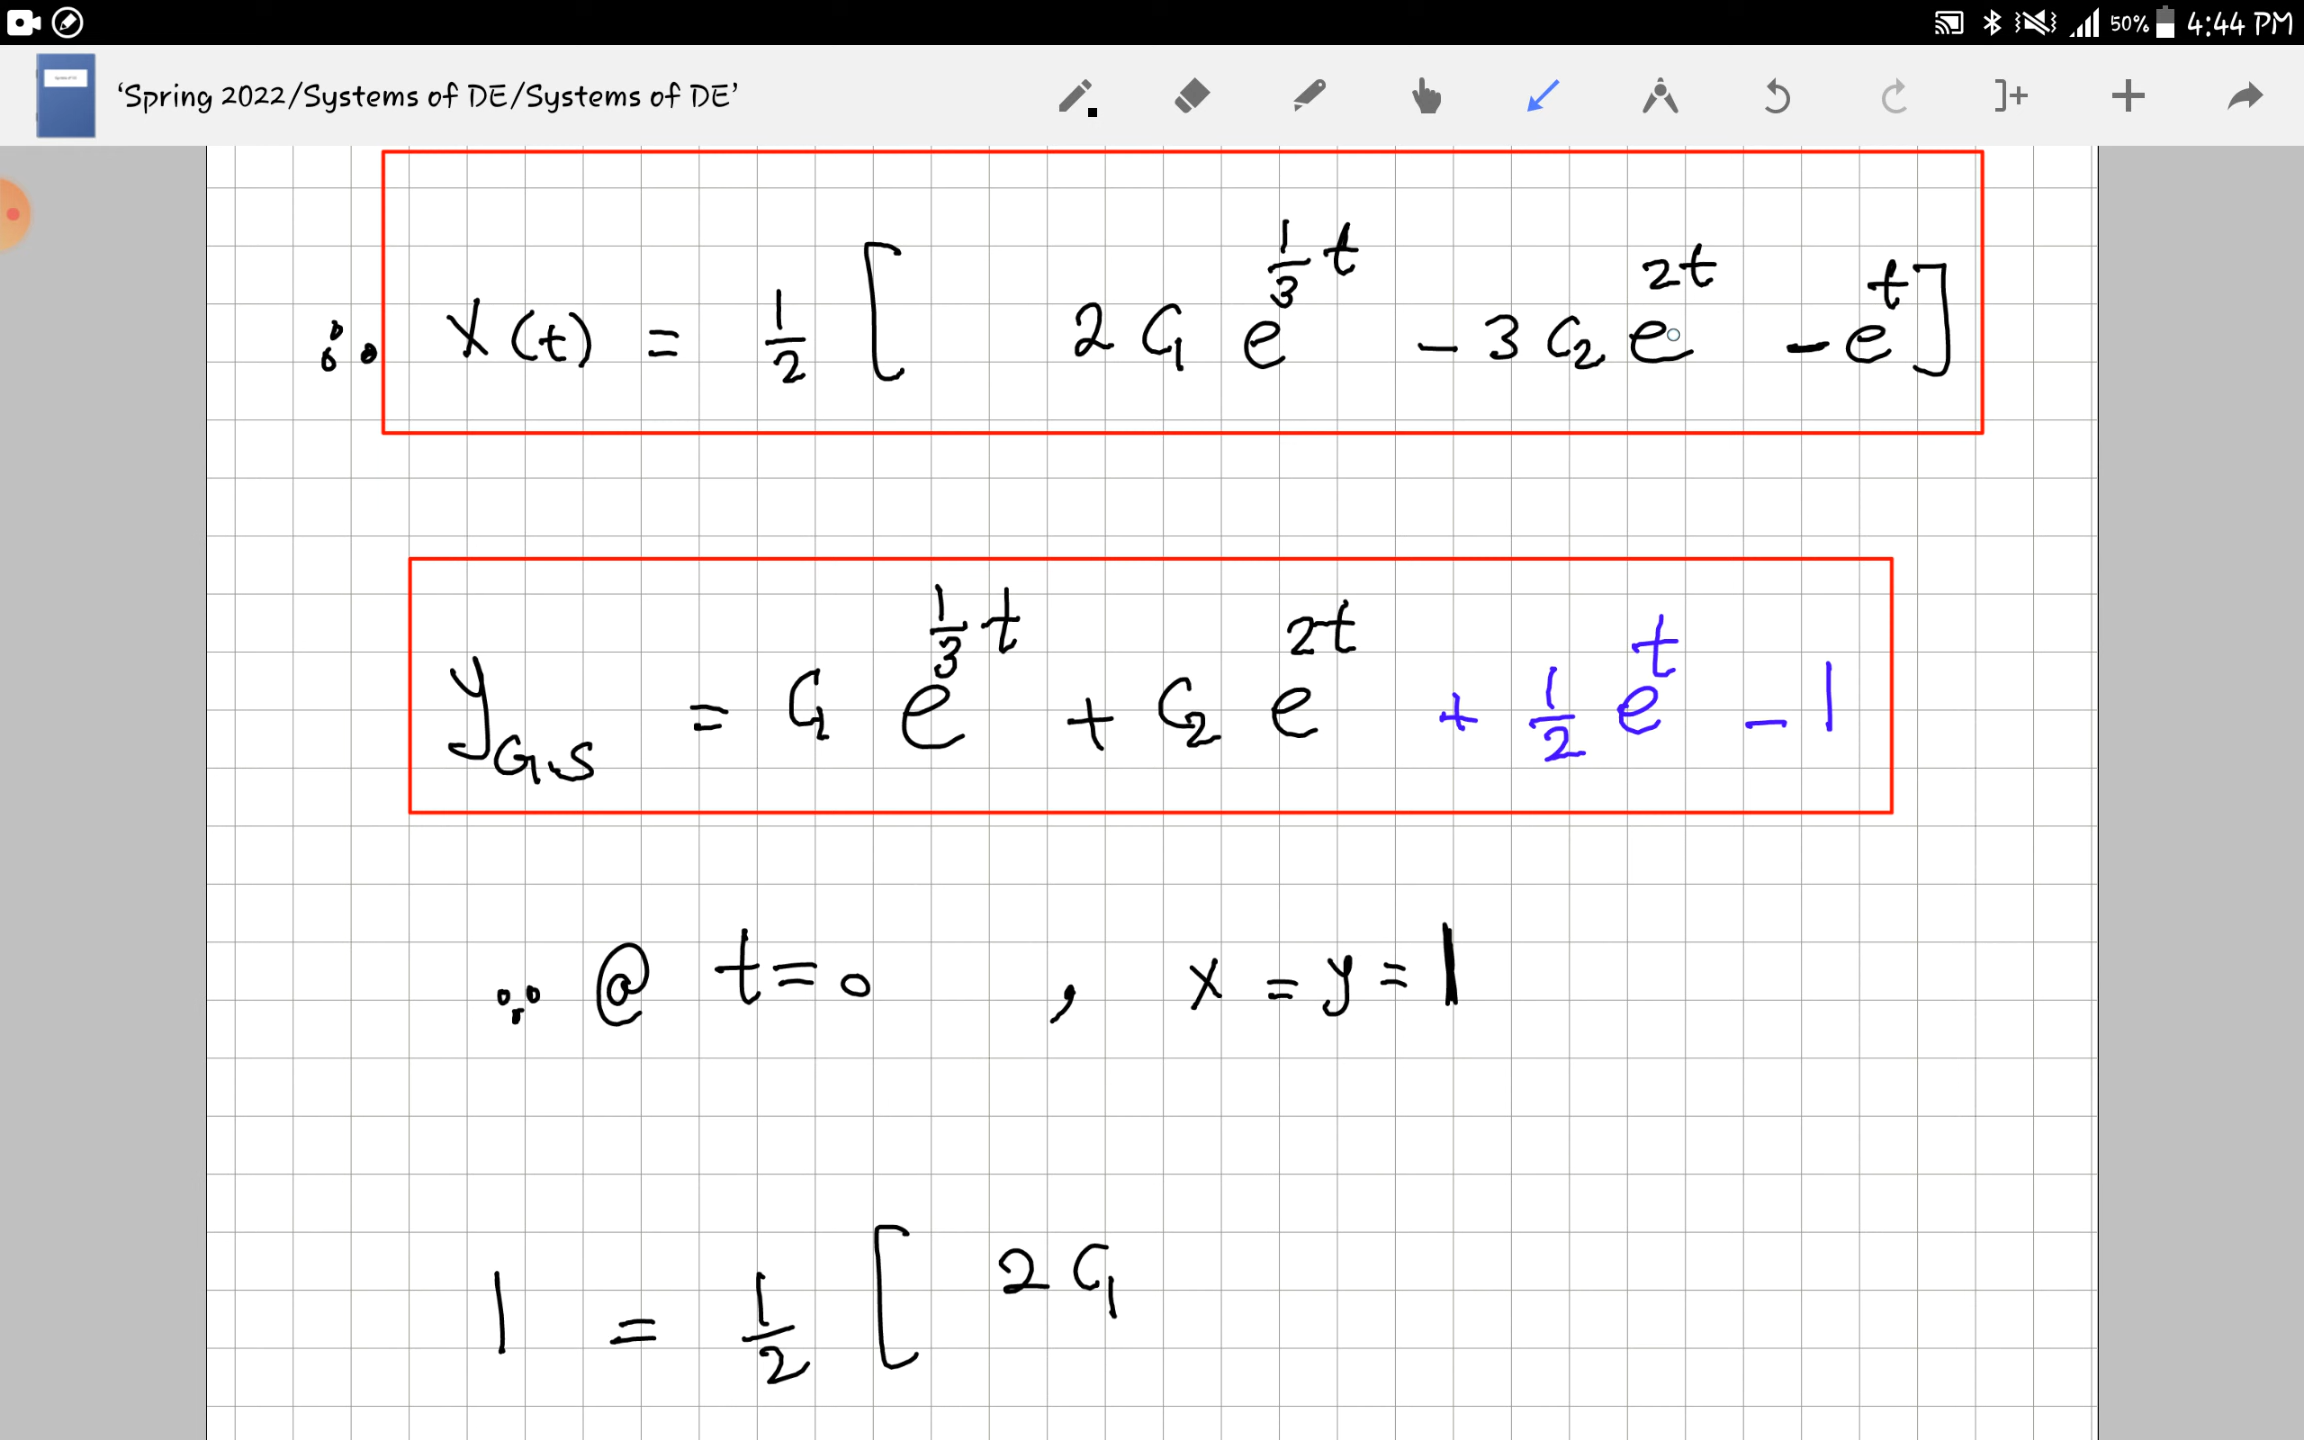 50% 4:44 PM
‘Spring 2022/Systems of DE/Systems of DE’
∴ x(t) = 1/2 [ 2 C₁ e^(1/3 t) - 3 C₂ e^(2t) - e^t ]
y_G.S = C₁ e^(1/3 t) + C₂ e^(2t) + 1/2 e^t - 1
∵ @ t=0 , x = y = 1
1 = 1/2 [ 2 C₁